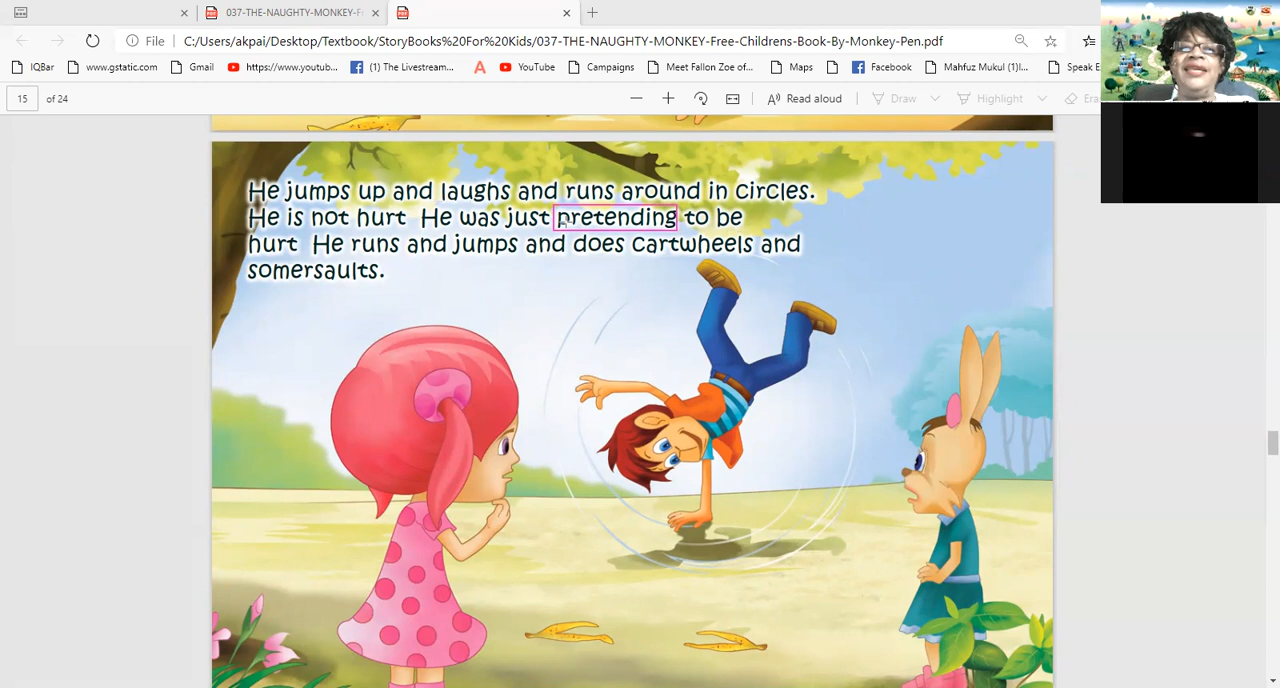 037-THE-NAUGHTY-MONKEY-F
File C:/Users/akpai/Desktop/Textbook/StoryBooks%20For%20Kids/037-THE-NAUGHTY-MONKEY-Free-Childrens-Book-By-Monkey-Pen.pdf
IQBar www.gstatic.com Gmail https://www.youtub... (1) The Livestream... YouTube Campaigns Meet Fallon Zoe of... Maps Facebook Mahfuz Mukul (1)l... Speak E
15 of 24 Read aloud Draw Highlight Era
He jumps up and laughs and runs around in circles.
He is not hurt He was just pretending to be
hurt He runs and jumps and does cartwheels and
somersaults.